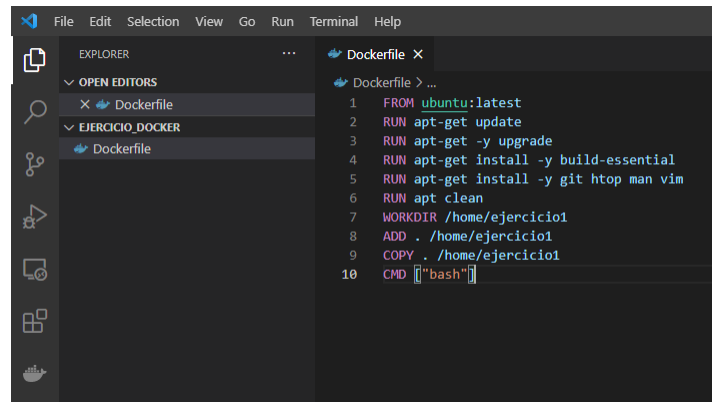 File Edit Selection View Go Run Terminal Help
EXPLORER ...
OPEN EDITORS
Dockerfile
EJERCICIO_DOCKER
Dockerfile
Dockerfile
Dockerfile > ...
1 FROM ubuntu:latest
2 RUN apt-get update
3 RUN apt-get -y upgrade
4 RUN apt-get install -y build-essential
5 RUN apt-get install -y git htop man vim
6 RUN apt clean
7 WORKDIR /home/ejercicio1
8 ADD . /home/ejercicio1
9 COPY . /home/ejercicio1
10 CMD ["bash"]